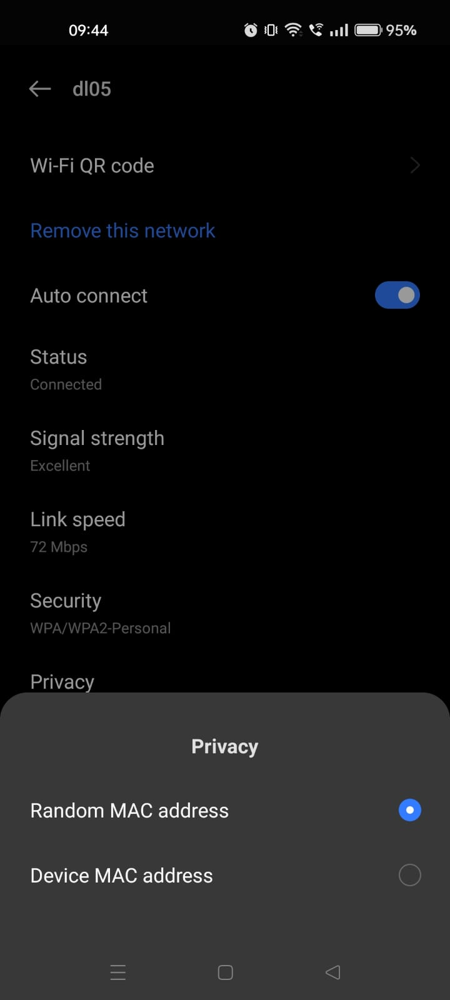 09:44
95%
dl05
Wi-Fi QR code
Remove this network
Auto connect
Status
Connected
Signal strength
Excellent
Link speed
72 Mbps
Security
WPA/WPA2-Personal
Privacy
Privacy
Random MAC address
Device MAC address